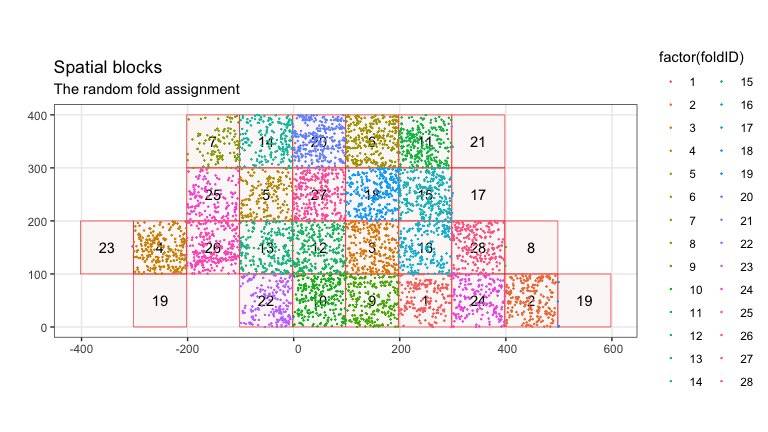 Spatial blocks
The random fold assignment
factor(foldID)
400
300
200
100
0
7 14 20 6 11 21
25 5 27 18 15 17
23 4 26 13 12 3 16 28 8
19 22 10 9 1 24 2 19
-400 -200 0 200 400 600
1 15
2 16
3 17
4 18
5 19
6 20
7 21
8 22
9 23
10 24
11 25
12 26
13 27
14 28